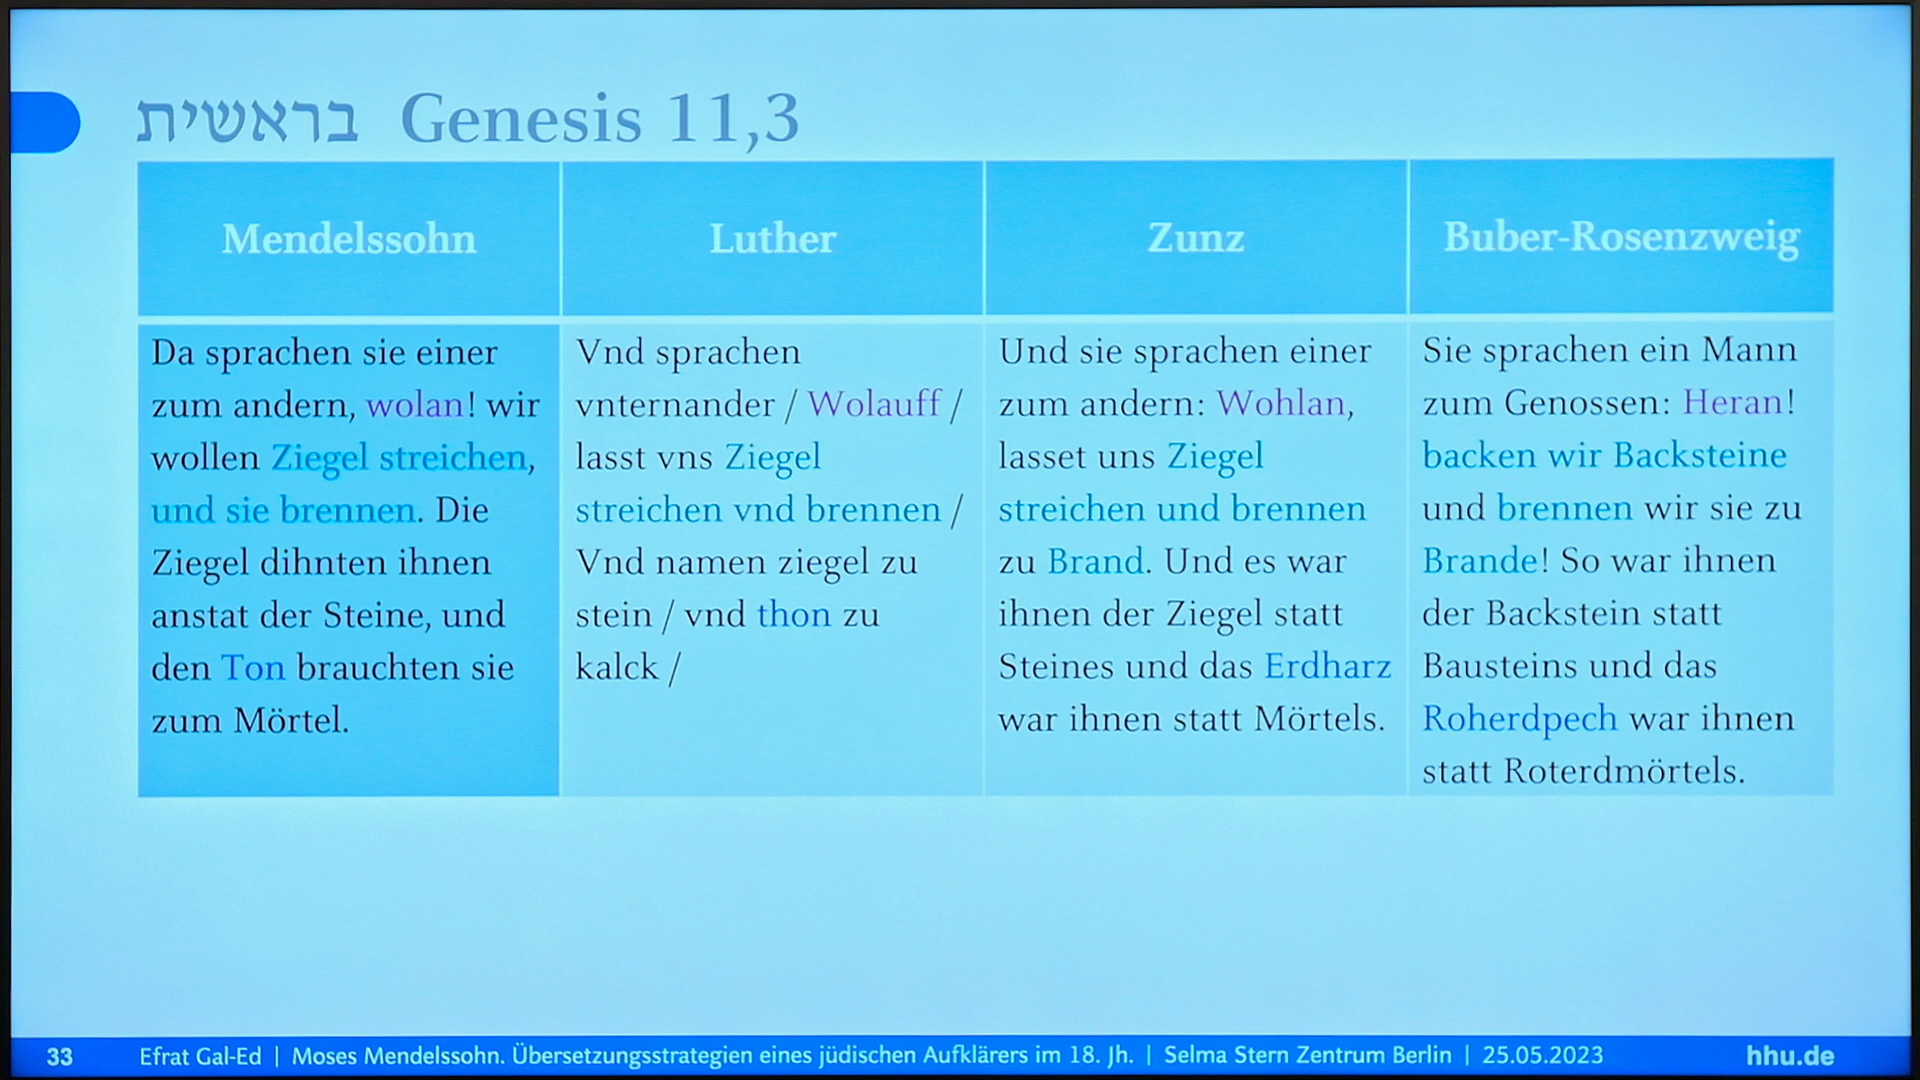 בראשית Genesis 11,3
Mendelssohn
Da sprachen sie einer
zum andern, wolan! wir
wollen Ziegel streichen,
und sie brennen. Die
Ziegel dihnten ihnen
anstat der Steine, und
den Ton brauchten sie
zum Mörtel.
Luther
Vnd sprachen
vnternander / Wolauff /
lasst vns Ziegel
streichen vnd brennen /
Vnd namen ziegel zu
stein / vnd thon zu
kalck /
Zunz
Und sie sprachen einer
zum andern: Wohlan,
lasset uns Ziegel
streichen und brennen
zu Brand. Und es war
ihnen der Ziegel statt
Steines und das Erdharz
war ihnen statt Mörtels.
Buber-Rosenzweig
Sie sprachen ein Mann
zum Genossen: Heran!
backen wir Backsteine
und brennen wir sie zu
Brande! So war ihnen
der Backstein statt
Bausteins und das
Roherdpech war ihnen
statt Roterdmörtels.
33 Efrat Gal-Ed | Moses Mendelssohn. Übersetzungsstrategien eines jüdischen Aufklärers im 18. Jh. | Selma Stern Zentrum Berlin | 25.05.2023 hhu.de